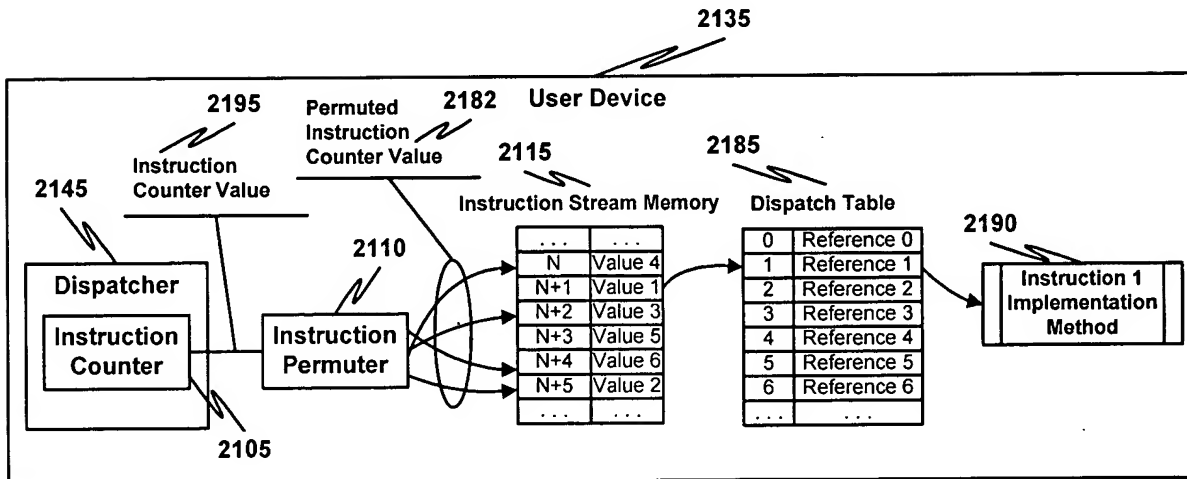 2135
User Device
2195
Permuted
Instruction
Counter Value
2182
Instruction
Counter Value
2145
2115
2185
Instruction Stream Memory
Dispatch Table
2110
2190
Dispatcher
Instruction
Counter
2105
Instruction
Permuter
. . . . . .
N Value 4
N+1 Value 1
N+2 Value 3
N+3 Value 5
N+4 Value 6
N+5 Value 2
. . . . . .
0 Reference 0
1 Reference 1
2 Reference 2
3 Reference 3
4 Reference 4
5 Reference 5
6 Reference 6
. . . . . .
Instruction 1
Implementation
Method